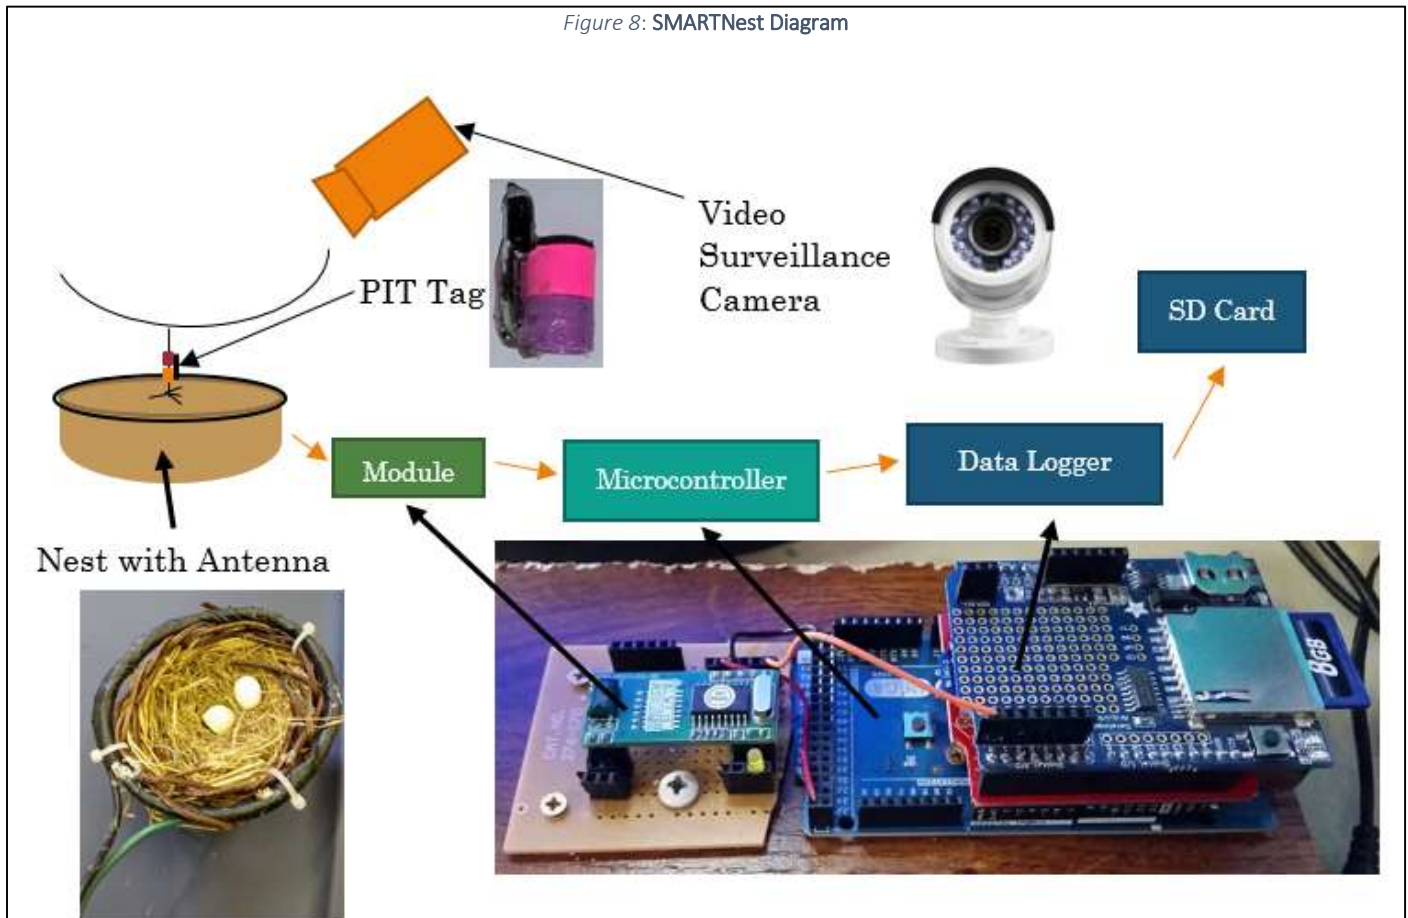 Figure 8: SMARTNest Diagram
Video
Surveillance
Camera
PIT Tag
SD Card
Data Logger
Module
Microcontroller
Nest with Antenna
8GB